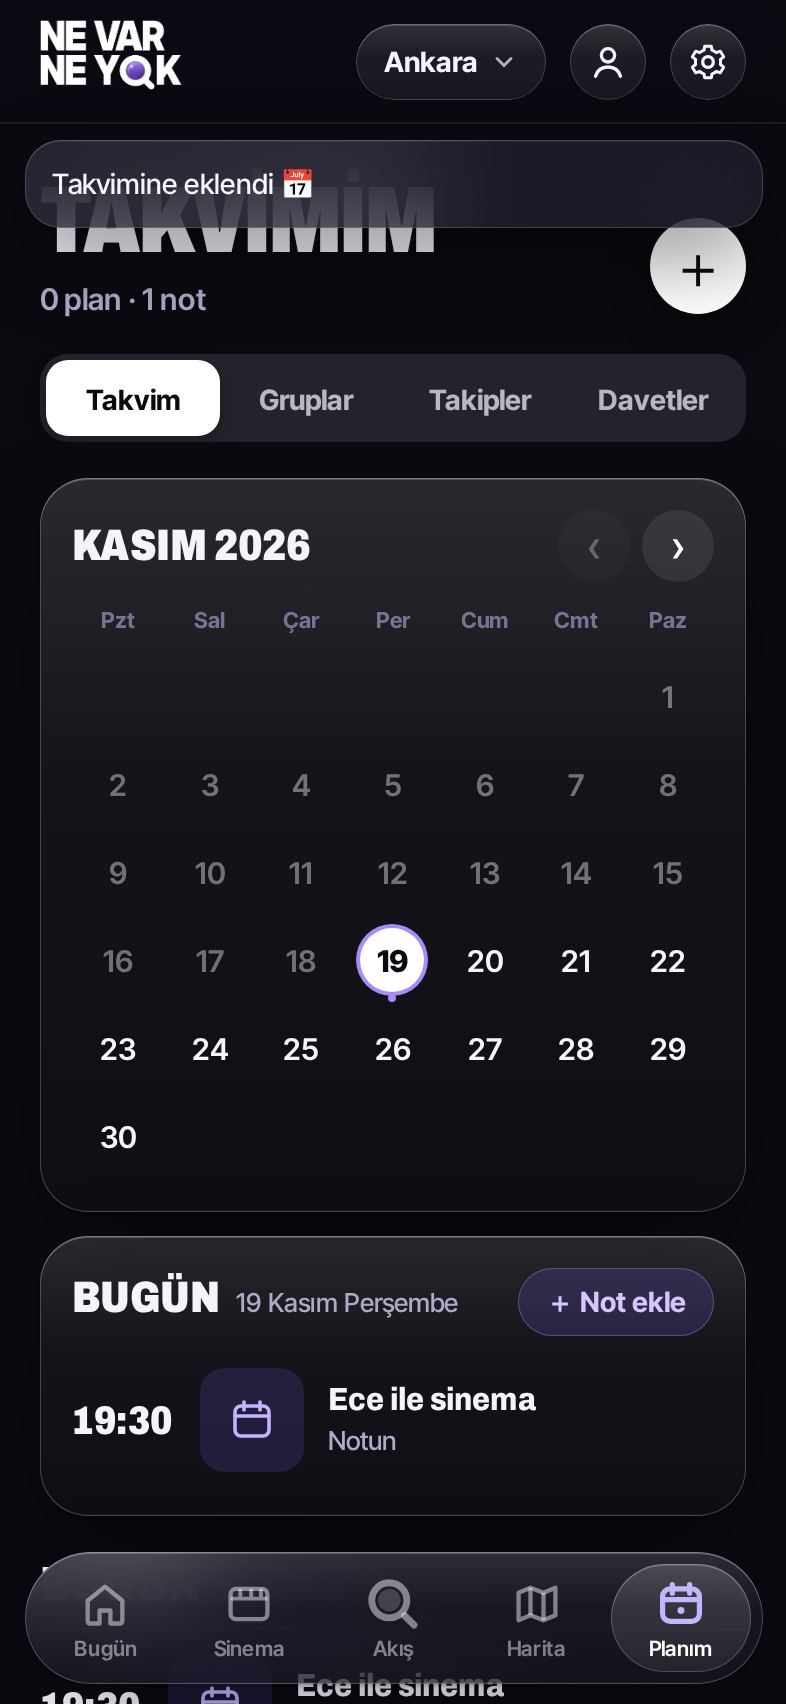 NE VAR
NE YOK
Ankara
Takvimine eklendi 📅
TAKVİMİM
0 plan · 1 not
+
Takvim Gruplar Takipler Davetler
KASIM 2026
‹ ›
Pzt Sal Çar Per Cum Cmt Paz
1
2 3 4 5 6 7 8
9 10 11 12 13 14 15
16 17 18 19 20 21 22
23 24 25 26 27 28 29
30
BUGÜN 19 Kasım Perşembe + Not ekle
19:30 Ece ile sinema
Notun
Bugün Sinema Akış Harita Planım
19:30 Ece ile sinema